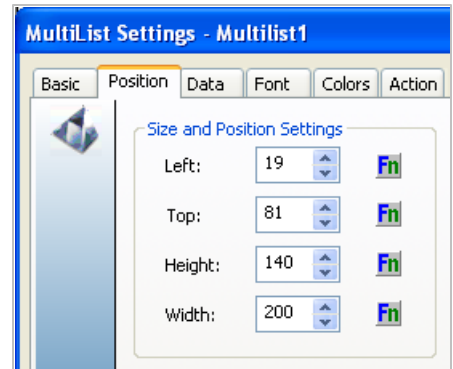 MultiList Settings - Multilist1
Basic Position Data Font Colors Action
Size and Position Settings
Left: 19 Fn
Top: 81 Fn
Height: 140 Fn
Width: 200 Fn